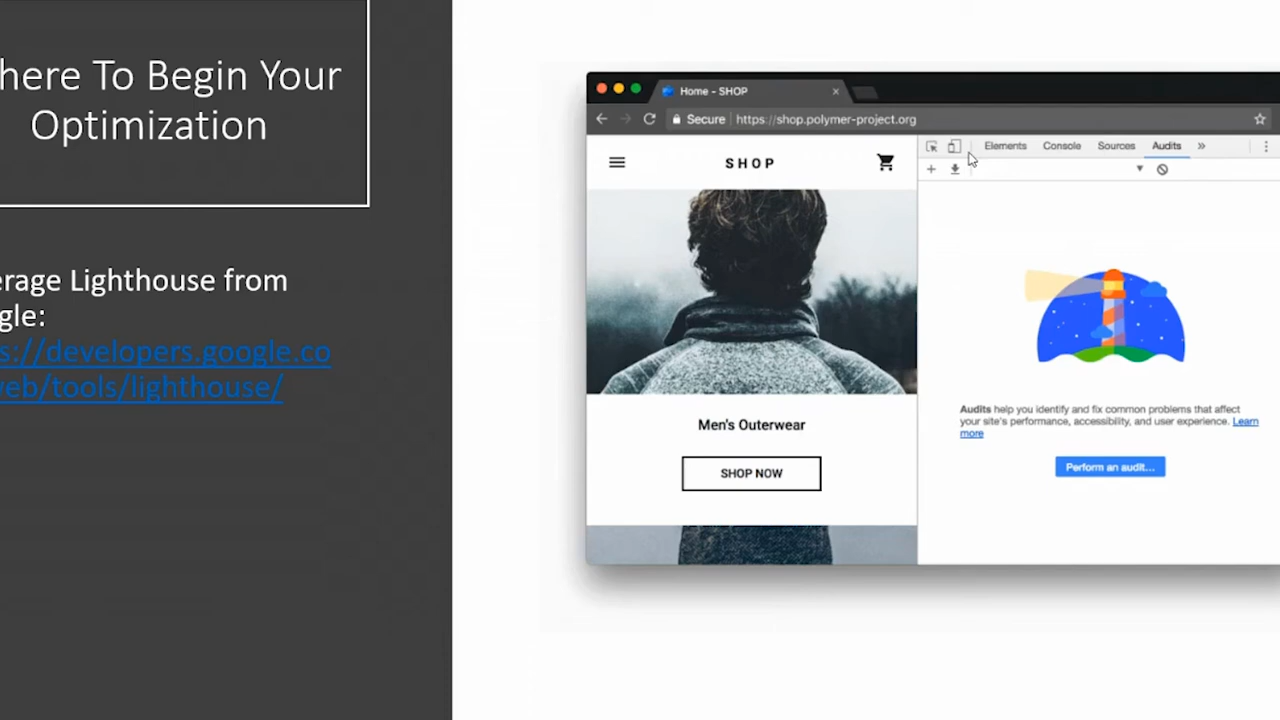 here To Begin Your
Optimization
erage Lighthouse from
gle:
s://developers.google.co
web/tools/lighthouse/
Home - SHOP
Secure https://shop.polymer-project.org
Elements Console Sources Audits »
SHOP
Men's Outerwear
SHOP NOW
Audits help you identify and fix common problems that affect
your site's performance, accessibility, and user experience. Learn
more
Perform an audit...